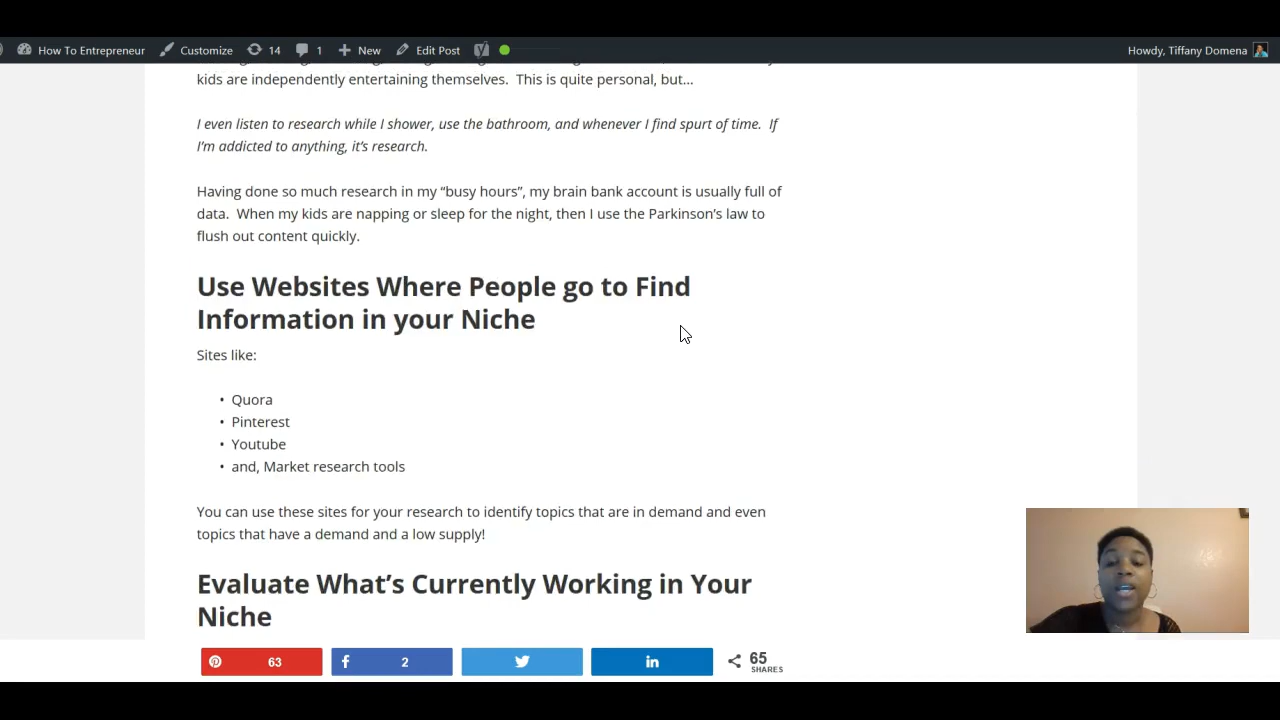 How To Entrepreneur Customize 14 1 New Edit Post Howdy, Tiffany Domena
kids are independently entertaining themselves. This is quite personal, but...
I even listen to research while I shower, use the bathroom, and whenever I find spurt of time. If
I'm addicted to anything, it's research.
Having done so much research in my “busy hours”, my brain bank account is usually full of
data. When my kids are napping or sleep for the night, then I use the Parkinson's law to
flush out content quickly.
Use Websites Where People go to Find
Information in your Niche
Sites like:
• Quora
• Pinterest
• Youtube
• and, Market research tools
You can use these sites for your research to identify topics that are in demand and even
topics that have a demand and a low supply!
Evaluate What's Currently Working in Your
Niche
63 2 65
SHARES